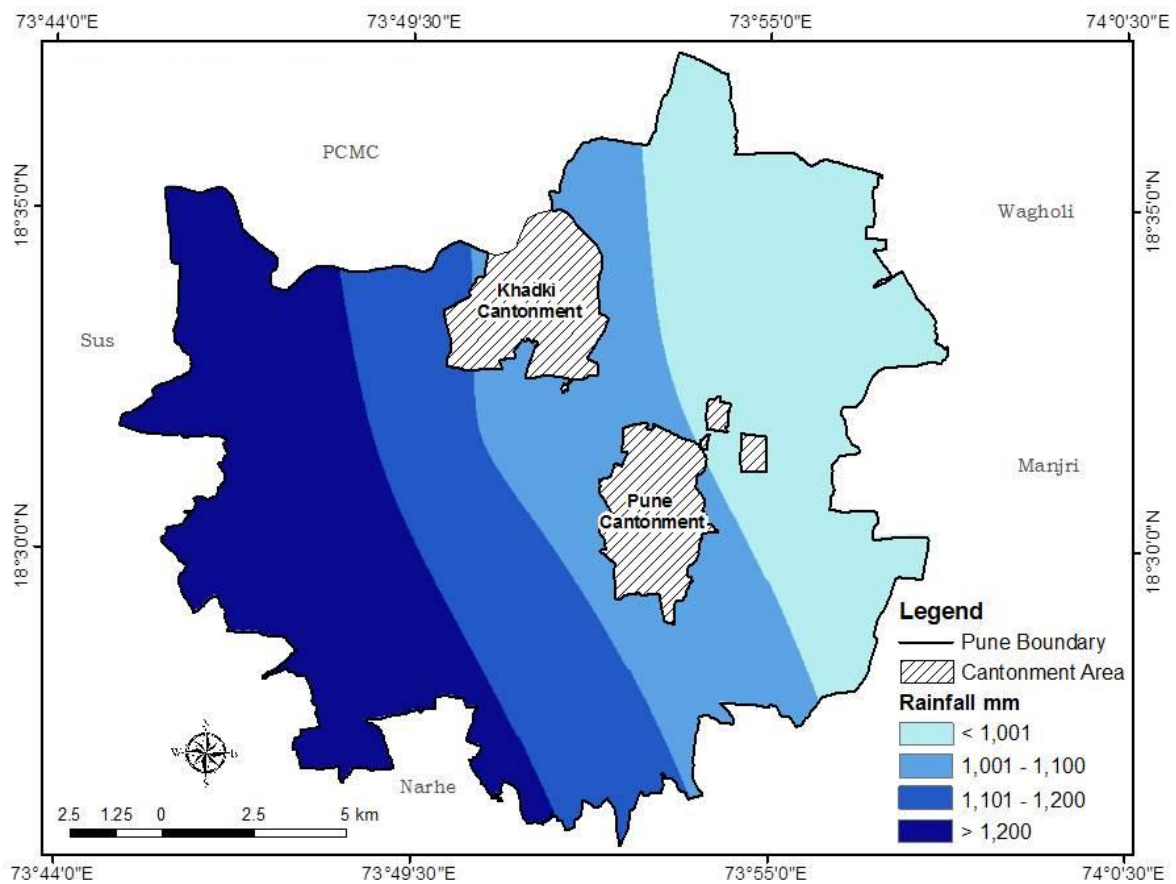 73°44'0"E 73°49'30"E 73°55'0"E 74°0'30"E
PCMC
18°35'0"N
Wagholi
18°35'0"N
Khadki
Cantonment
Sus
Manjri
Pune
Cantonment
18°30'0"N
18°30'0"N
Legend
Pune Boundary
Cantonment Area
Rainfall mm
< 1,001
1,001 - 1,100
1,101 - 1,200
> 1,200
N
W
S
Narhe
2.5 1.25 0 2.5 5 km
73°44'0"E 73°49'30"E 73°55'0"E 74°0'30"E